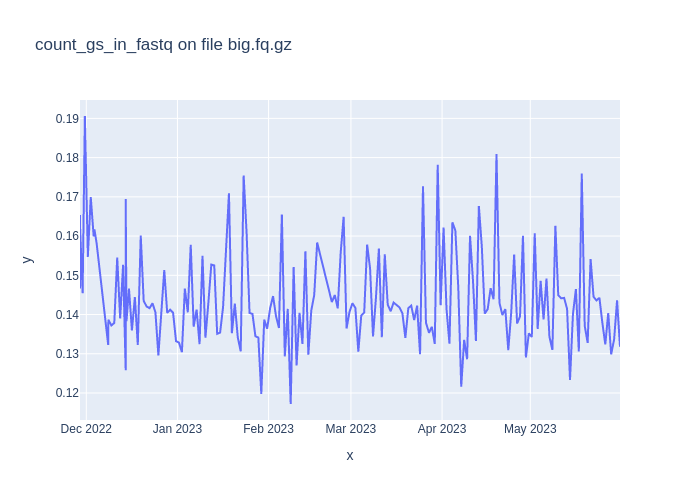 count_gs_in_fastq on file big.fq.gz
0.19
0.18
0.17
0.16
0.15
0.14
0.13
0.12
y
Dec 2022
Jan 2023
Feb 2023
Mar 2023
Apr 2023
May 2023
x